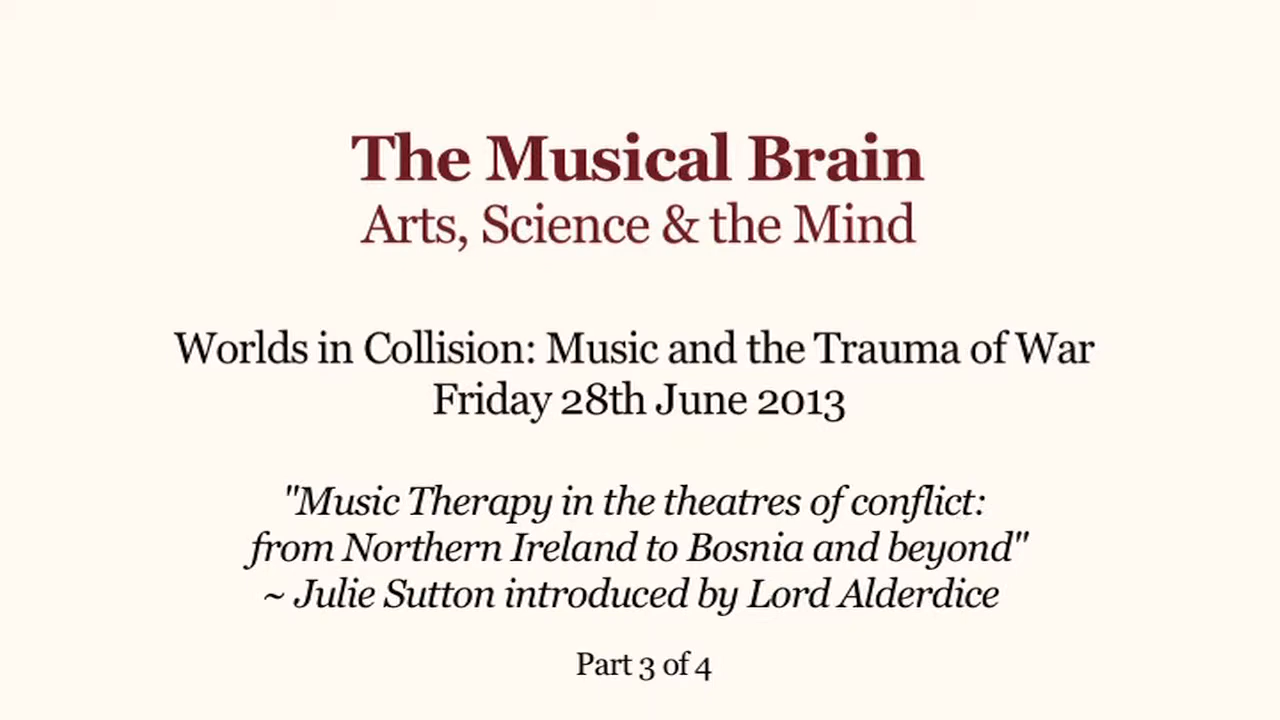 The Musical Brain
Arts, Science & the Mind
Worlds in Collision: Music and the Trauma of War
Friday 28th June 2013
"Music Therapy in the theatres of conflict:
from Northern Ireland to Bosnia and beyond"
~ Julie Sutton introduced by Lord Alderdice
Part 3 of 4